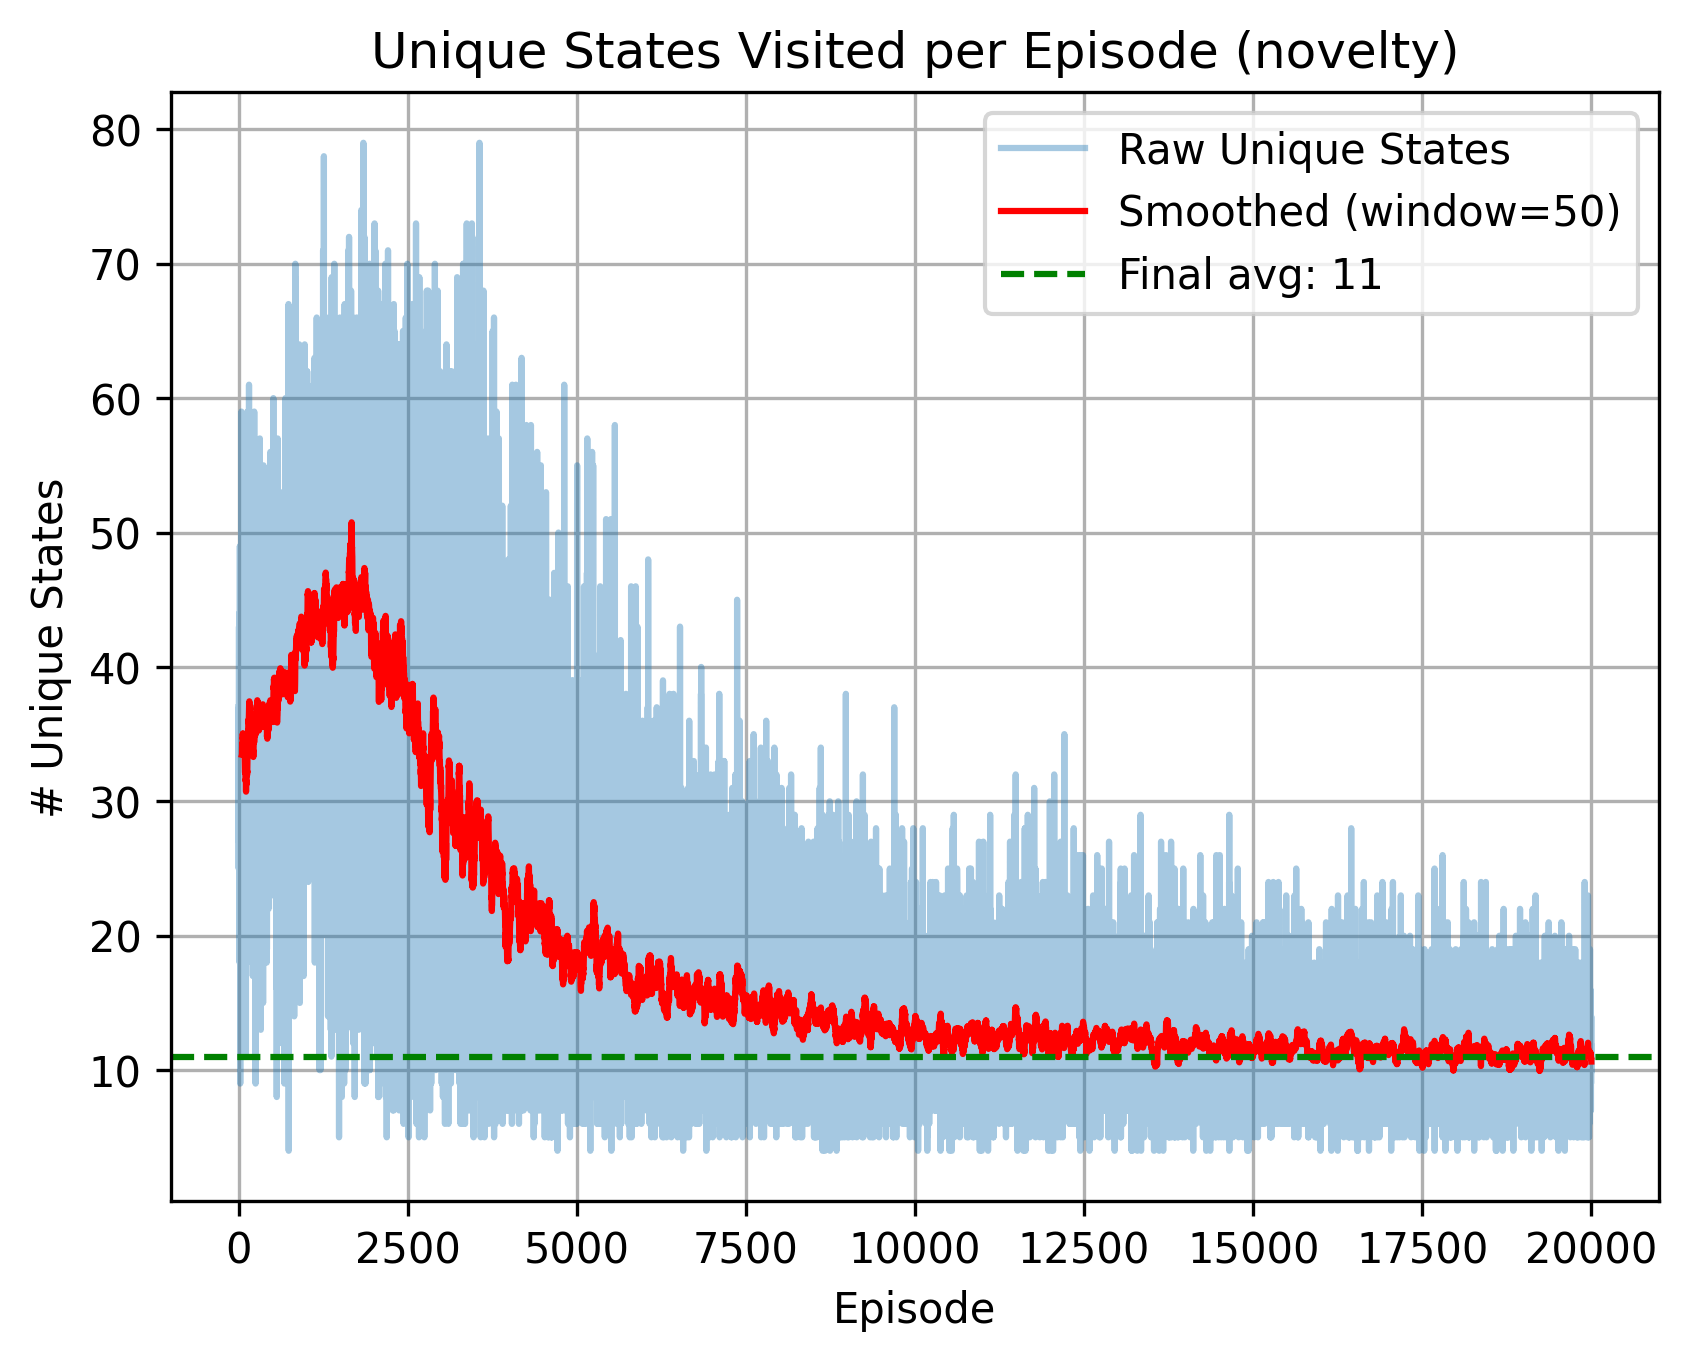 Unique States Visited per Episode (novelty)
Raw Unique States
Smoothed (window=50)
Final avg: 11
# Unique States
80
70
60
50
40
30
20
10
0 2500 5000 7500 10000 12500 15000 17500 20000
Episode